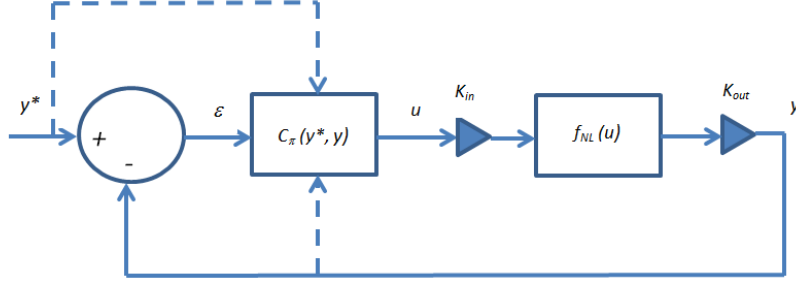 y*
+
-
ε
C_π (y*, y)
u
K_in
f_NL (u)
K_out
y